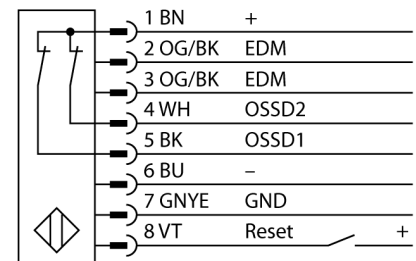 1 BN +
2 OG/BK EDM
3 OG/BK EDM
4 WH OSSD2
5 BK OSSD1
6 BU –
7 GNYE GND
8 VT Reset +